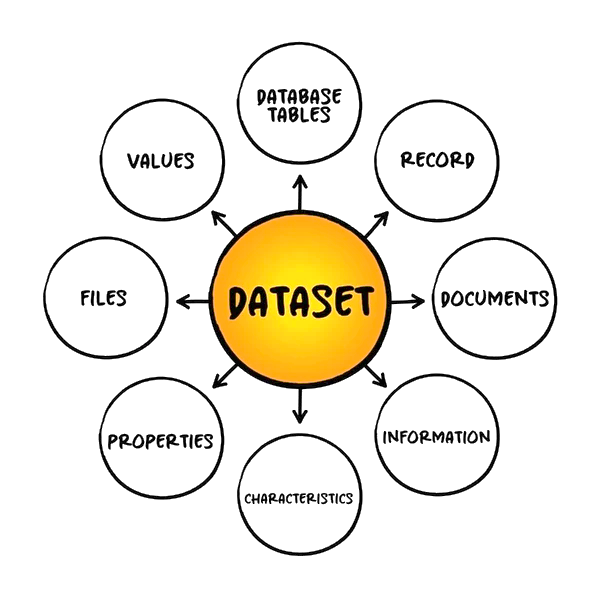 DATABASE
TABLES
VALUES
RECORD
FILES
DATASET
DOCUMENTS
PROPERTIES
INFORMATION
CHARACTERISTICS